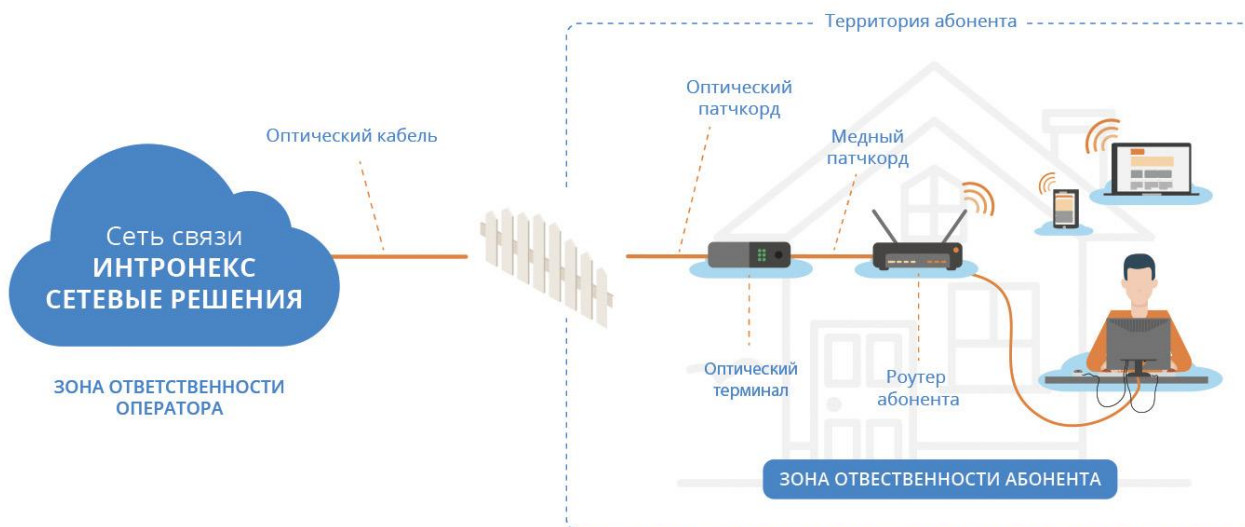 Территория абонента
Оптический
патчкорд
Оптический кабель
Медный
патчкорд
Сеть связи
ИНТРОНЕКС
СЕТЕВЫЕ РЕШЕНИЯ
ЗОНА ОТВЕТСТВЕННОСТИ
ОПЕРАТОРА
Оптический
терминал
Роутер
абонента
ЗОНА ОТВЕСТВЕННОСТИ АБОНЕНТА